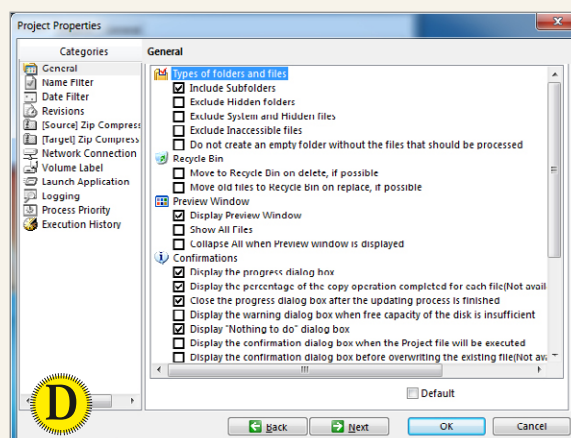 Project Properties
Categories
General
General
Name Filter
Date Filter
Revisions
[Source] Zip Compress
[Target] Zip Compress
Network Connection
Volume Label
Launch Application
Logging
Process Priority
Execution History
Types of folders and files
Include Subfolders
Exclude Hidden folders
Exclude System and Hidden files
Exclude Inaccessible files
Do not create an empty folder without the files that should be processed
Recycle Bin
Move to Recycle Bin on delete, if possible
Move old files to Recycle Bin on replace, if possible
Preview Window
Display Preview Window
Show All Files
Collapse All when Preview window is displayed
Confirmations
Display the progress dialog box
Display the percentage of the copy operation completed for each file(Not avail
Close the progress dialog box after the updating process is finished
Display the warning dialog box when free capacity of the disk is insufficient
Display "Nothing to do" dialog box
Display the confirmation dialog box when the Project file will be executed
Display the confirmation dialog box before overwriting the existing file(Not ava
Default
D
Back
Next
OK
Cancel